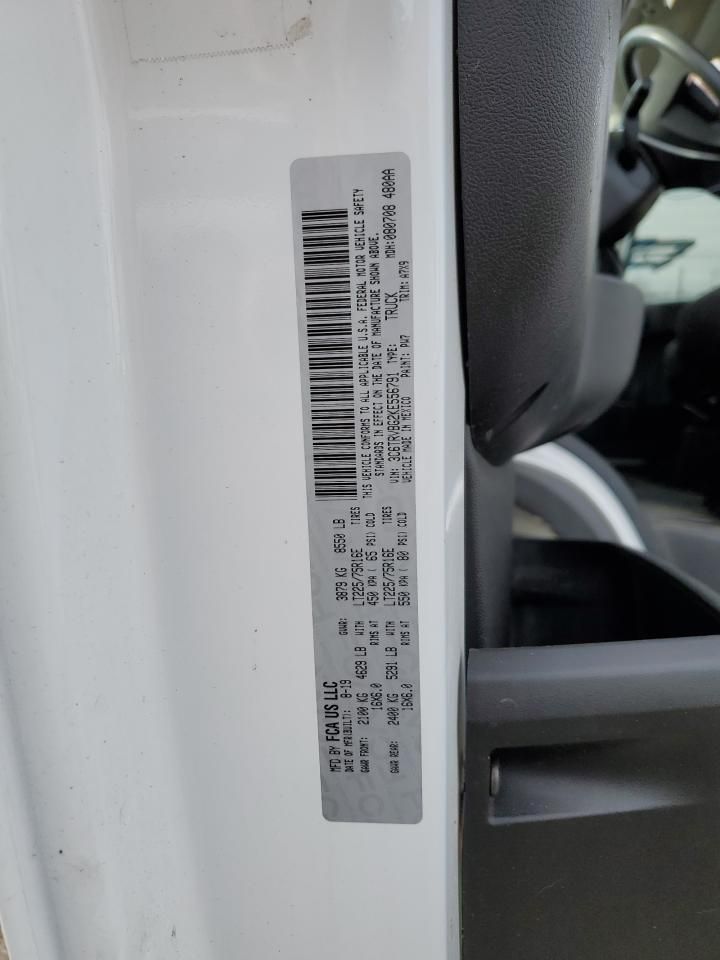 MFD BY FCA US LLC
DATE OF MFR(BUILT): 8-19 GVWR: 3879 KG 8550 LB
GAWR FRONT: 2100 KG 4629 LB WITH LT225/75R16E TIRES
16X6.0 RIMS AT 450 KPA ( 65 PSI) COLD
GAWR REAR: 2400 KG 5291 LB WITH LT225/75R16E TIRES
16X6.0 RIMS AT 550 KPA ( 80 PSI) COLD
THIS VEHICLE CONFORMS TO ALL APPLICABLE U.S.A. FEDERAL MOTOR VEHICLE SAFETY
STANDARDS IN EFFECT ON THE DATE OF MANUFACTURE SHOWN ABOVE.
VIN: 3C6TRVBG2KE556791 TYPE: TRUCK MDH:080708 480AA
VEHICLE MADE IN MEXICO PAINT: PW7 TRIM: A7X9